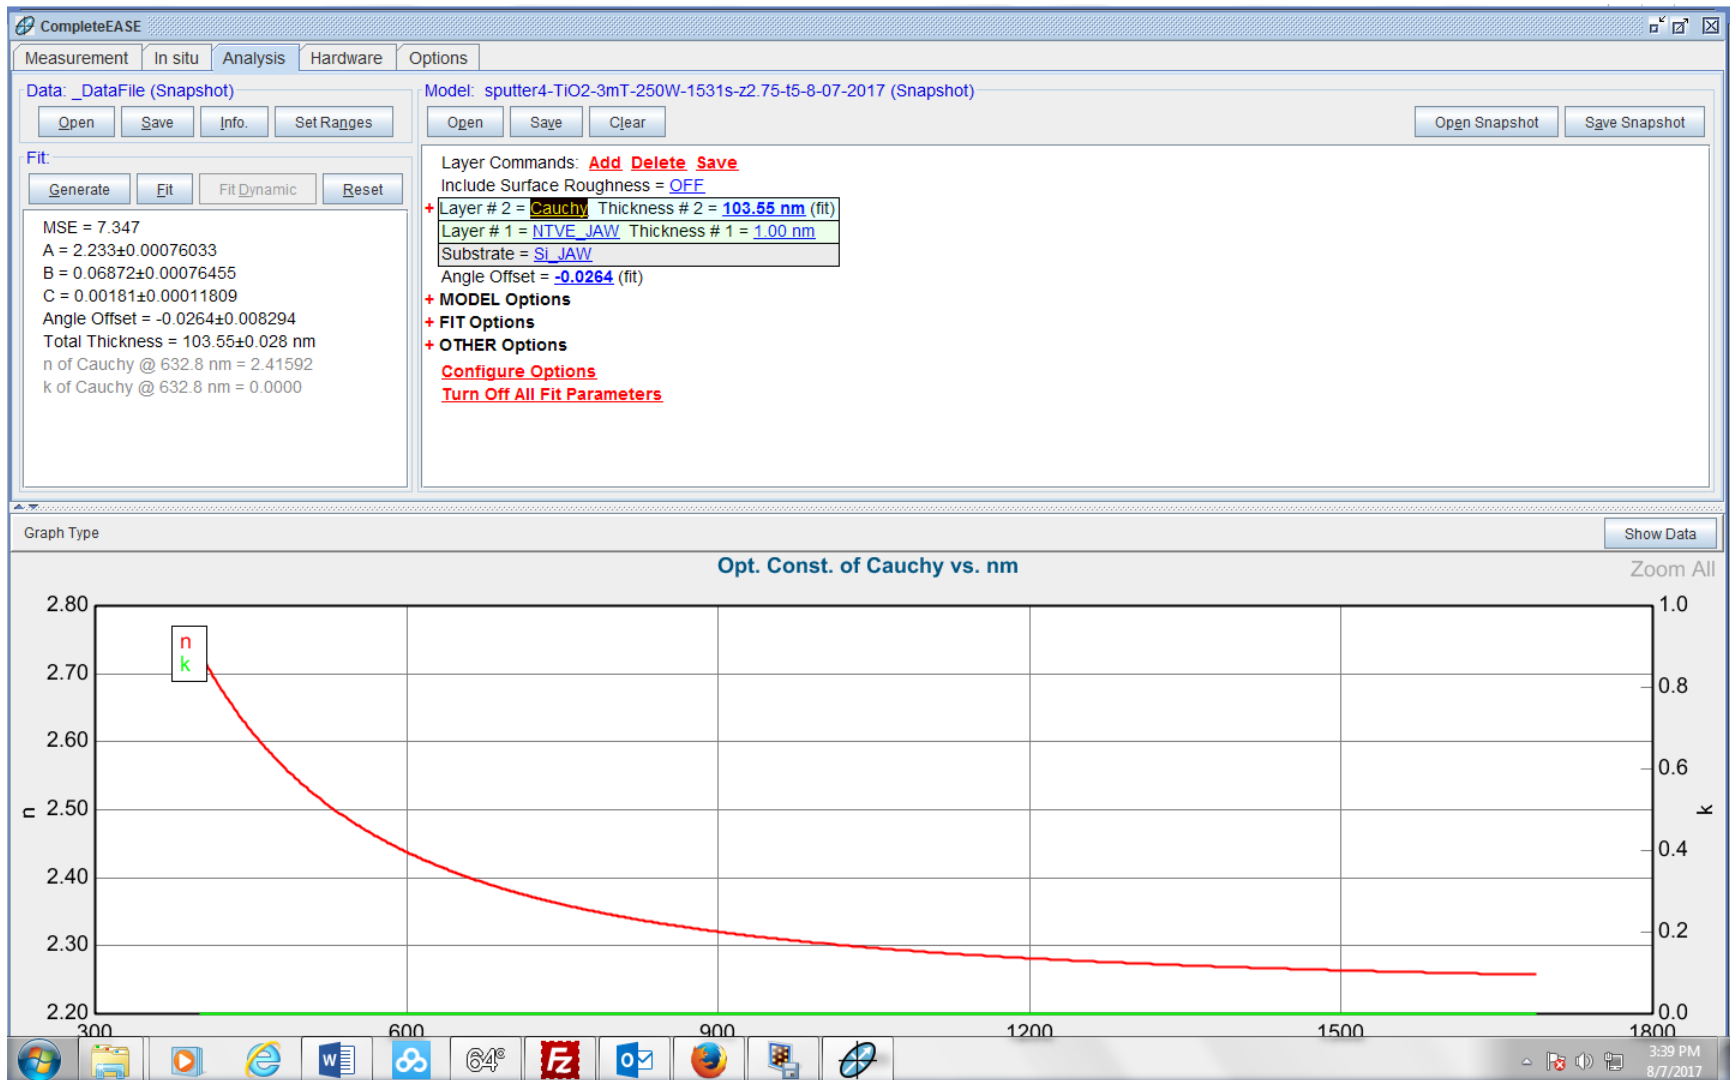 CompleteEASE
Measurement In situ Analysis Hardware Options
Data: _DataFile (Snapshot)
Open Save Info. Set Ranges
Fit:
Generate Fit Fit Dynamic Reset
MSE = 7.347
A = 2.233±0.00076033
B = 0.06872±0.00076455
C = 0.00181±0.00011809
Angle Offset = -0.0264±0.008294
Total Thickness = 103.55±0.028 nm
n of Cauchy @ 632.8 nm = 2.41592
k of Cauchy @ 632.8 nm = 0.0000
Model: sputter4-TiO2-3mT-250W-1531s-z2.75-t5-8-07-2017 (Snapshot)
Open Save Clear Open Snapshot Save Snapshot
Layer Commands: Add Delete Save
Include Surface Roughness = OFF
+ Layer # 2 = Cauchy Thickness # 2 = 103.55 nm (fit)
Layer # 1 = NTVE_JAW Thickness # 1 = 1.00 nm
Substrate = Si_JAW
Angle Offset = -0.0264 (fit)
+ MODEL Options
+ FIT Options
+ OTHER Options
Configure Options
Turn Off All Fit Parameters
Graph Type Show Data
Opt. Const. of Cauchy vs. nm
Zoom All
2.80
2.70
2.60
2.50
2.40
2.30
2.20
n
n
k
1.0
0.8
0.6
0.4
0.2
0.0
k
300 600 900 1200 1500 1800
64°
Fz
3:39 PM
8/7/2017